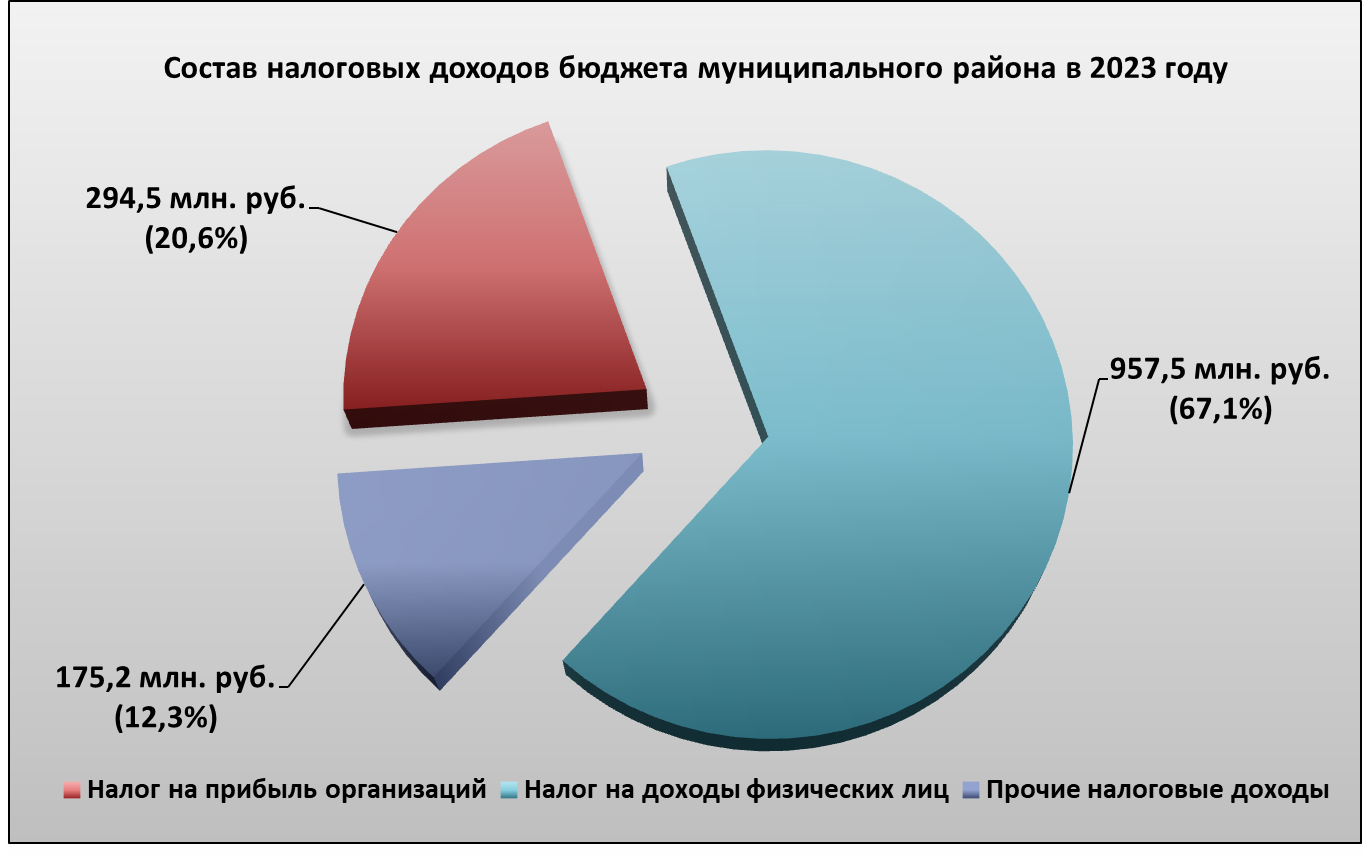 Состав налоговых доходов бюджета муниципального района в 2023 году
294,5 млн. руб.
(20,6%)
957,5 млн. руб.
(67,1%)
175,2 млн. руб.
(12,3%)
Налог на прибыль организаций Налог на доходы физических лиц Прочие налоговые доходы